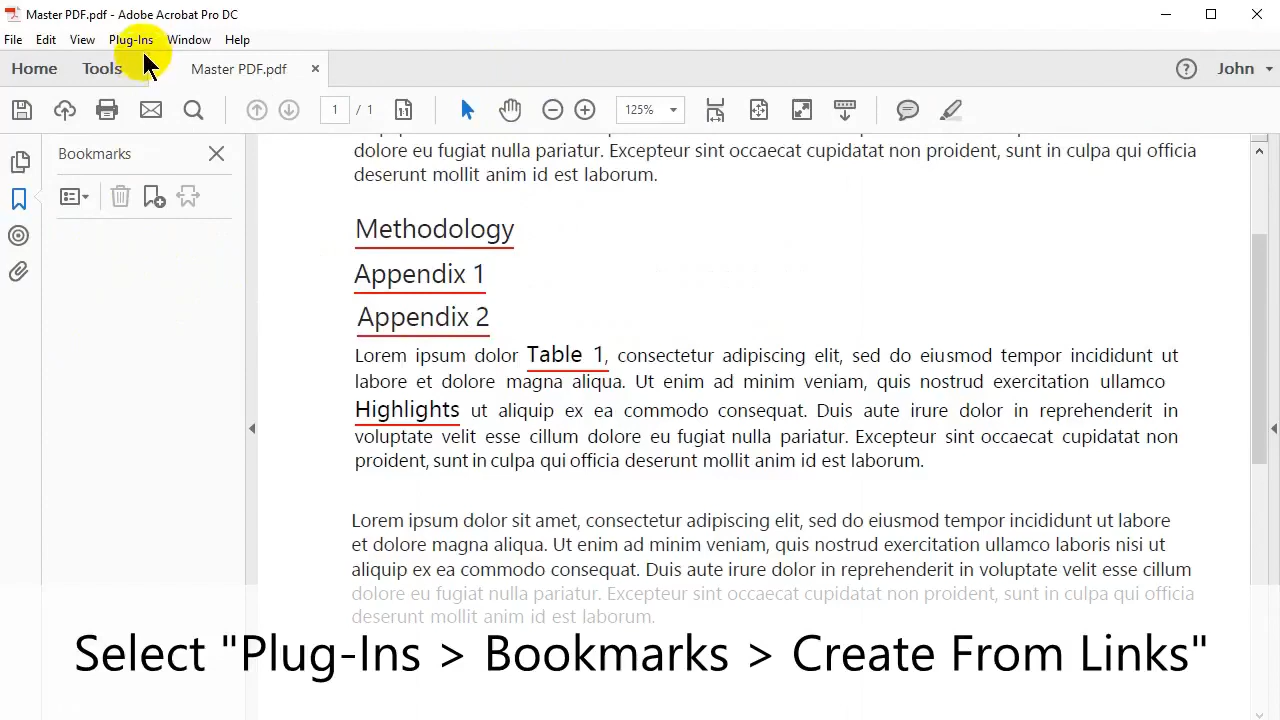 Master PDF.pdf - Adobe Acrobat Pro DC
File Edit View Plug-Ins Window Help
Home Tools Master PDF.pdf × John
1 / 1 125%
Bookmarks
dolore eu fugiat nulla pariatur. Excepteur sint occaecat cupidatat non proident, sunt in culpa qui officia
deserunt mollit anim id est laborum.
Methodology
Appendix 1
Appendix 2
Lorem ipsum dolor Table 1, consectetur adipiscing elit, sed do eiusmod tempor incididunt ut
labore et dolore magna aliqua. Ut enim ad minim veniam, quis nostrud exercitation ullamco
Highlights ut aliquip ex ea commodo consequat. Duis aute irure dolor in reprehenderit in
voluptate velit esse cillum dolore eu fugiat nulla pariatur. Excepteur sint occaecat cupidatat non
proident, sunt in culpa qui officia deserunt mollit anim id est laborum.
Lorem ipsum dolor sit amet, consectetur adipiscing elit, sed do eiusmod tempor incididunt ut labore
et dolore magna aliqua. Ut enim ad minim veniam, quis nostrud exercitation ullamco laboris nisi ut
aliquip ex ea commodo consequat. Duis aute irure dolor in reprehenderit in voluptate velit esse cillum
dolore eu fugiat nulla pariatur. Excepteur sint occaecat cupidatat non proident, sunt in culpa qui officia
deserunt mollit anim id est laborum.
Select "Plug-Ins > Bookmarks > Create From Links"